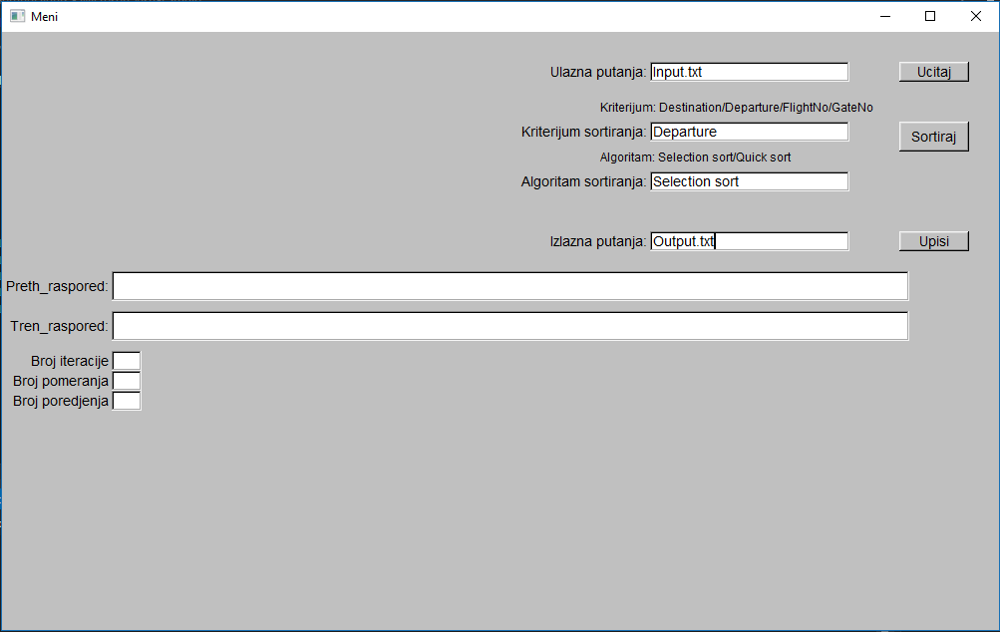 Meni
Ulazna putanja: Input.txt Ucitaj
Kriterijum: Destination/Departure/FlightNo/GateNo
Kriterijum sortiranja: Departure Sortiraj
Algoritam: Selection sort/Quick sort
Algoritam sortiranja: Selection sort
Izlazna putanja: Output.txt Upisi
Preth_raspored:
Tren_raspored:
Broj iteracije
Broj pomeranja
Broj poredjenja